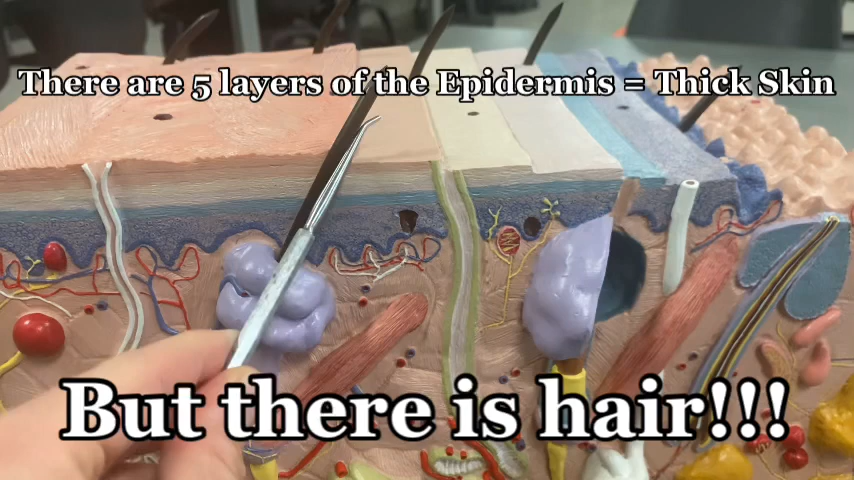 There are 5 layers of the Epidermis = Thick Skin
But there is hair!!!